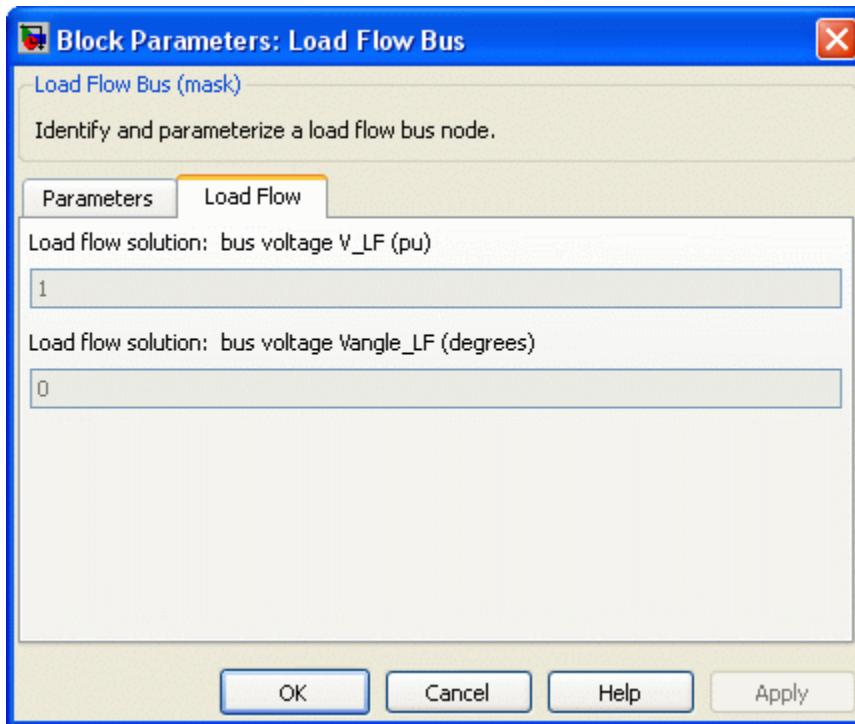 Block Parameters: Load Flow Bus
Load Flow Bus (mask)
Identify and parameterize a load flow bus node.
Parameters Load Flow
Load flow solution: bus voltage V_LF (pu)
1
Load flow solution: bus voltage Vangle_LF (degrees)
0
OK Cancel Help Apply